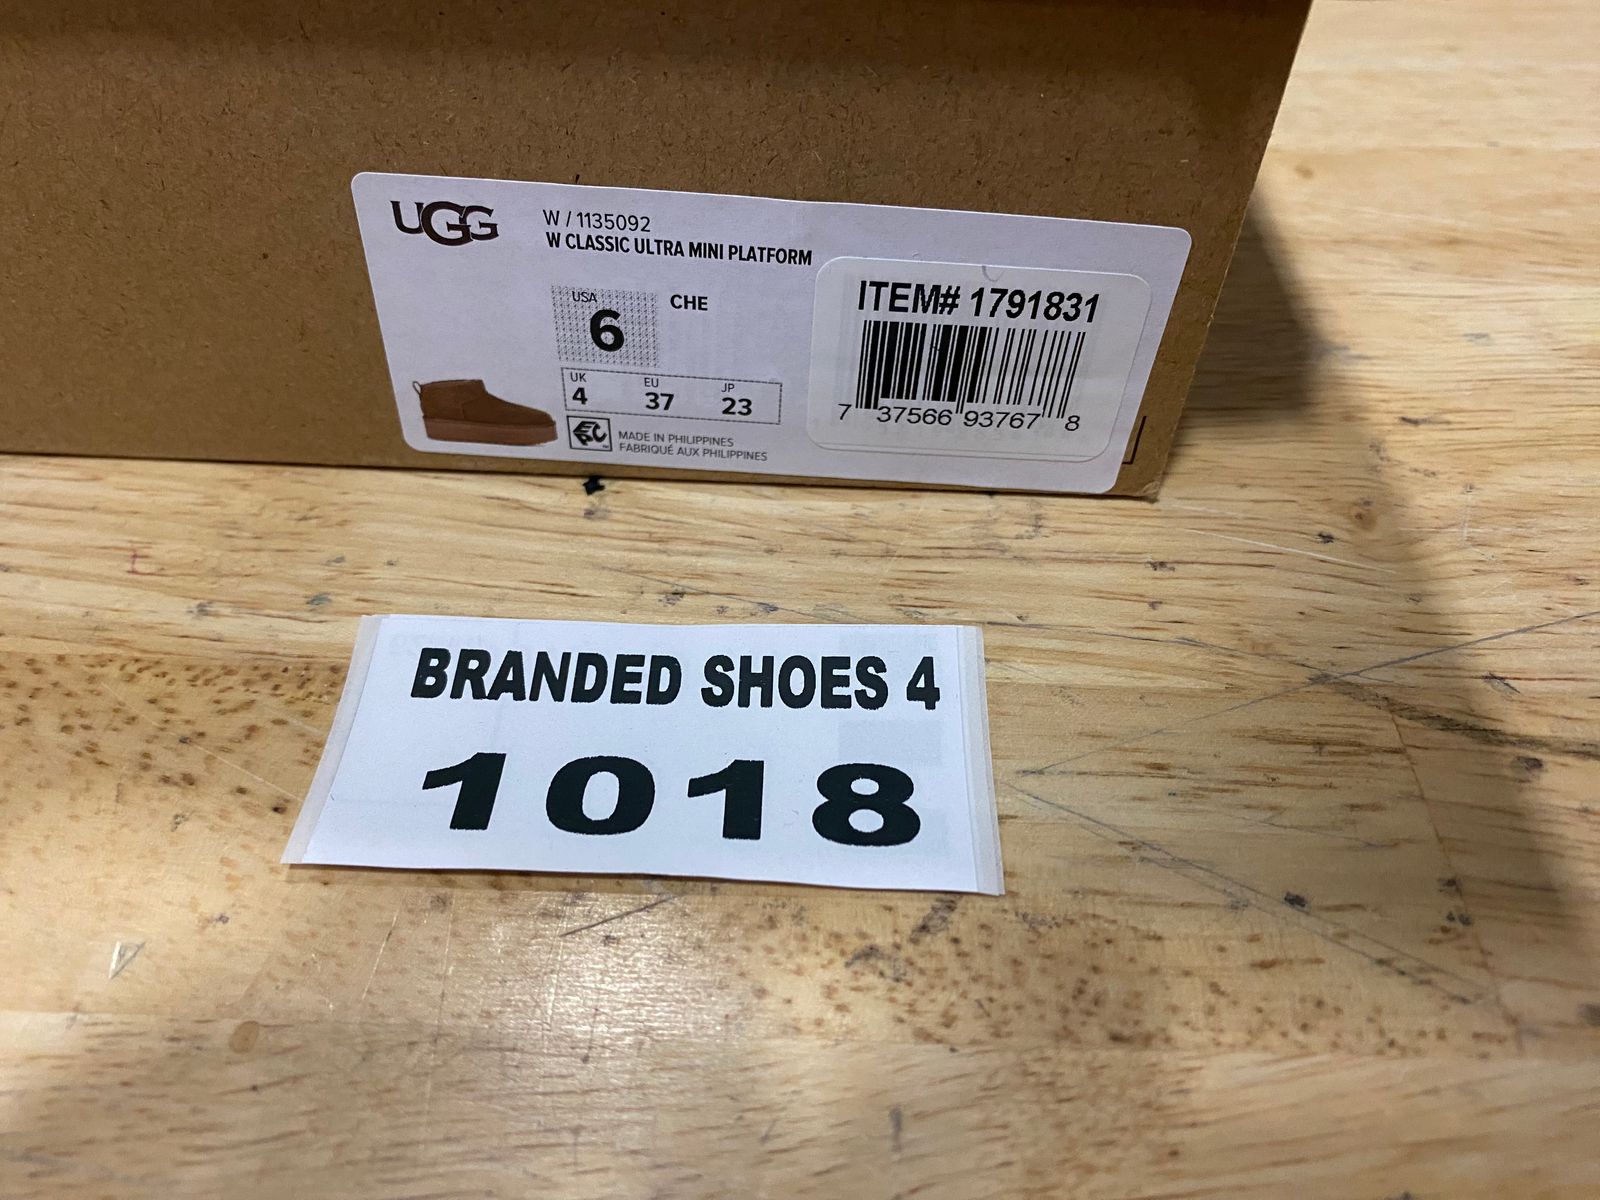 UGG
W / 1135092
W CLASSIC ULTRA MINI PLATFORM
USA
6
CHE
UK EU JP
4 37 23
MADE IN PHILIPPINES
FABRIQUÉ AUX PHILIPPINES
ITEM# 1791831
7 37566 93767 8
BRANDED SHOES 4
1018